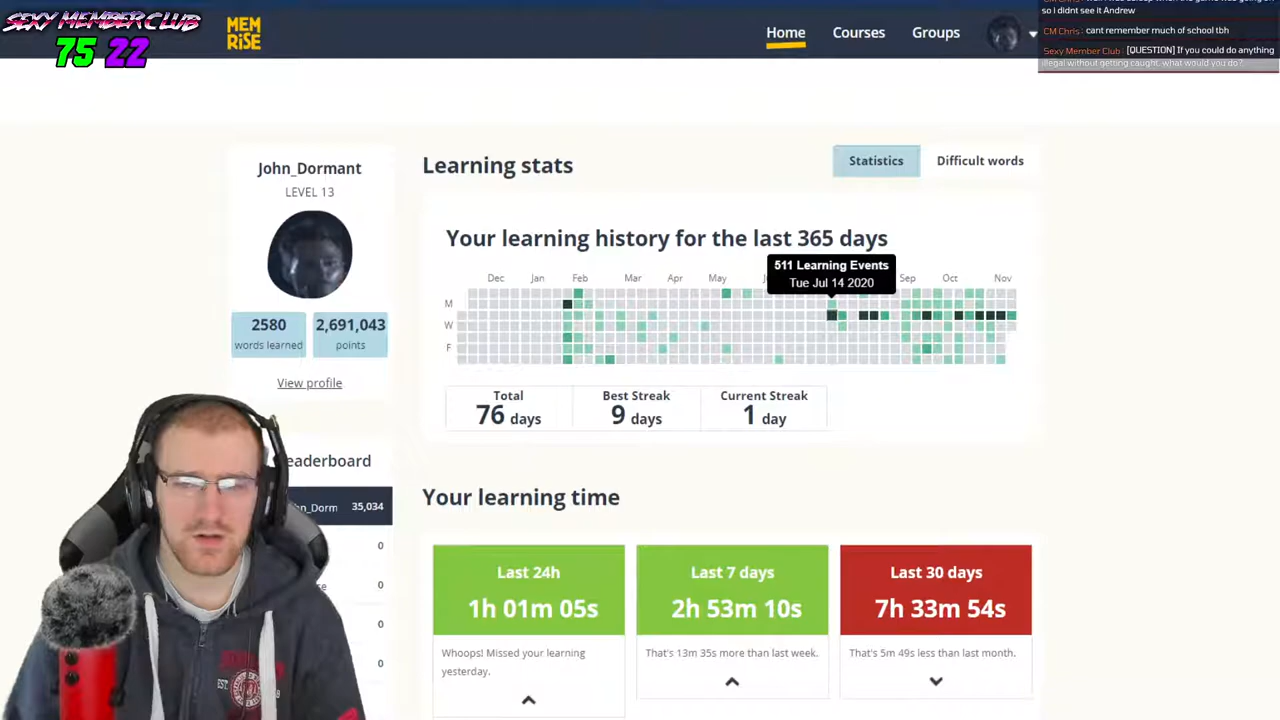 SEXY MEMBER CLUB
75 22
MEM
RiSE
Home
Courses
Groups
so i didnt see it Andrew
CM Chris: cant remember much of school tbh
Sexy Member Club: [QUESTION] If you could do anything
illegal without getting caught, what would you do?
John_Dormant
LEVEL 13
2580
words learned
2,691,043
points
View profile
eaderboard
hn_Dorm 35,034
0
0
0
0
Learning stats
Statistics
Difficult words
Your learning history for the last 365 days
511 Learning Events
Tue Jul 14 2020
Dec Jan Feb Mar Apr May Sep Oct Nov
M
W
F
Total
76 days
Best Streak
9 days
Current Streak
1 day
Your learning time
Last 24h
1h 01m 05s
Whoops! Missed your learning
yesterday.
Last 7 days
2h 53m 10s
That's 13m 35s more than last week.
Last 30 days
7h 33m 54s
That's 5m 49s less than last month.